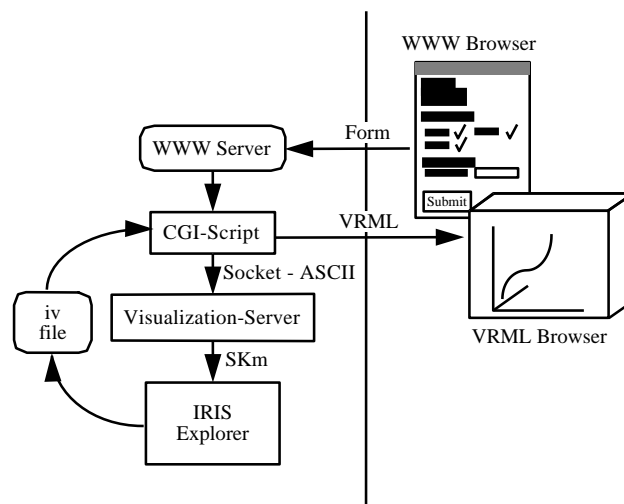 WWW Browser
Form
WWW Server
Submit
CGI-Script
VRML
Socket - ASCII
iv
file
Visualization-Server
VRML Browser
SKm
IRIS
Explorer